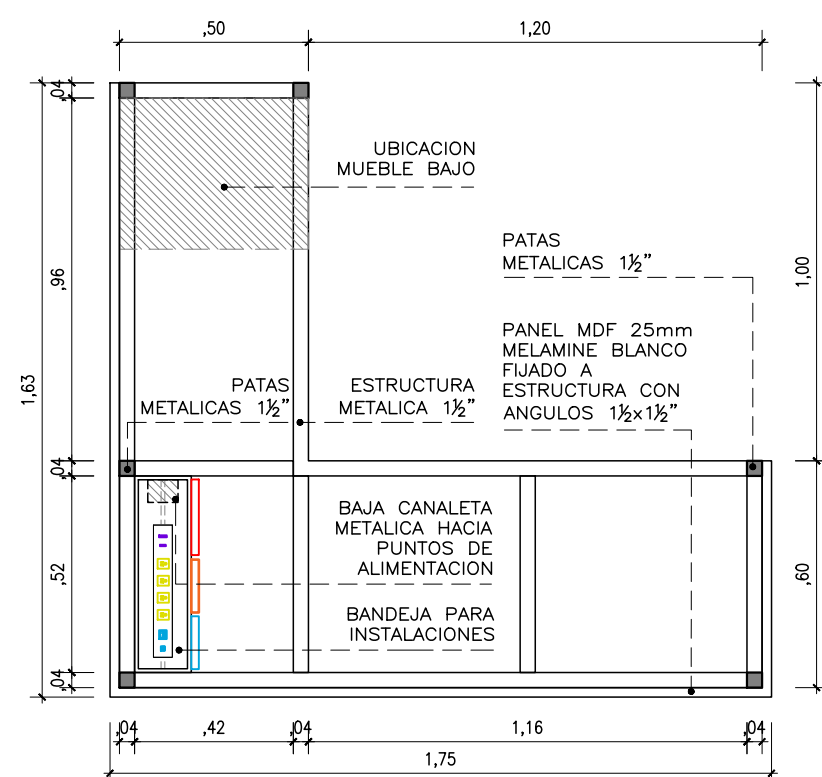 ,50
1,20
,04
UBICACION
MUEBLE BAJO
PATAS
METALICAS 1½”
,96
1,00
PANEL MDF 25mm
MELAMINE BLANCO
FIJADO A
ESTRUCTURA CON
ANGULOS 1½x1½”
1,63
PATAS
METALICAS 1½”
ESTRUCTURA
METALICA 1½”
,04
BAJA CANALETA
METALICA HACIA
PUNTOS DE
ALIMENTACION
,52
,60
BANDEJA PARA
INSTALACIONES
,04
,04
,42
,04
1,16
,04
1,75